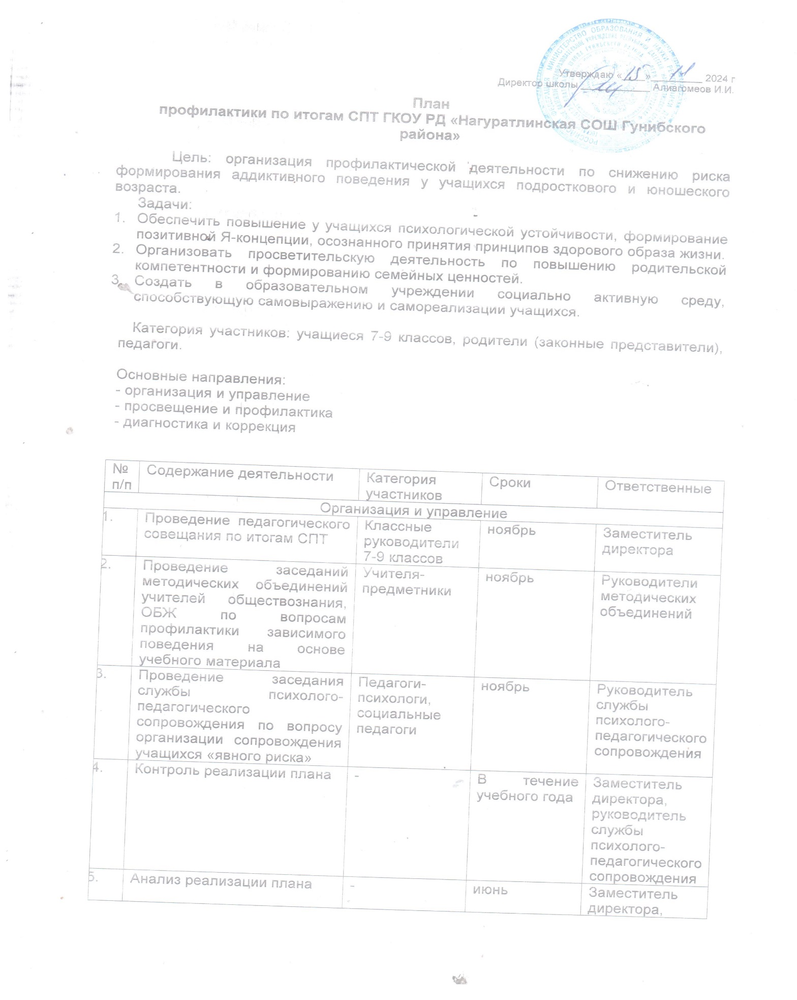 Утверждаю «15» 11 2024 г
Директор школы Алиагомеов И.И.
План
профилактики по итогам СПТ ГКОУ РД «Нагуратлинская СОШ Гунибского
района»
Цель: организация профилактической деятельности по снижению риска
формирования аддиктивного поведения у учащихся подросткового и юношеского
возраста.
Задачи:
1. Обеспечить повышение у учащихся психологической устойчивости, формирование
позитивной Я-концепции, осознанного принятия принципов здорового образа жизни.
2. Организовать просветительскую деятельность по повышению родительской
компетентности и формированию семейных ценностей.
3. Создать в образовательном учреждении социально активную среду,
способствующую самовыражению и самореализации учащихся.
Категория участников: учащиеся 7-9 классов, родители (законные представители),
педагоги.
Основные направления:
- организация и управление
- просвещение и профилактика
- диагностика и коррекция
№
п/п
Содержание деятельности
Категория
участников
Сроки
Ответственные
Организация и управление
1.
Проведение педагогического
совещания по итогам СПТ
Классные
руководители
7-9 классов
ноябрь
Заместитель
директора
2.
Проведение заседаний
методических объединений
учителей обществознания,
ОБЖ по вопросам
профилактики зависимого
поведения на основе
учебного материала
Учителя-
предметники
ноябрь
Руководители
методических
объединений
3.
Проведение заседания
службы психолого-
педагогического
сопровождения по вопросу
организации сопровождения
учащихся «явного риска»
Педагоги-
психологи,
социальные
педагоги
ноябрь
Руководитель
службы
психолого-
педагогического
сопровождения
4.
Контроль реализации плана
-
В течение
учебного года
Заместитель
директора,
руководитель
службы
психолого-
педагогического
сопровождения
5.
Анализ реализации плана
-
июнь
Заместитель
директора,